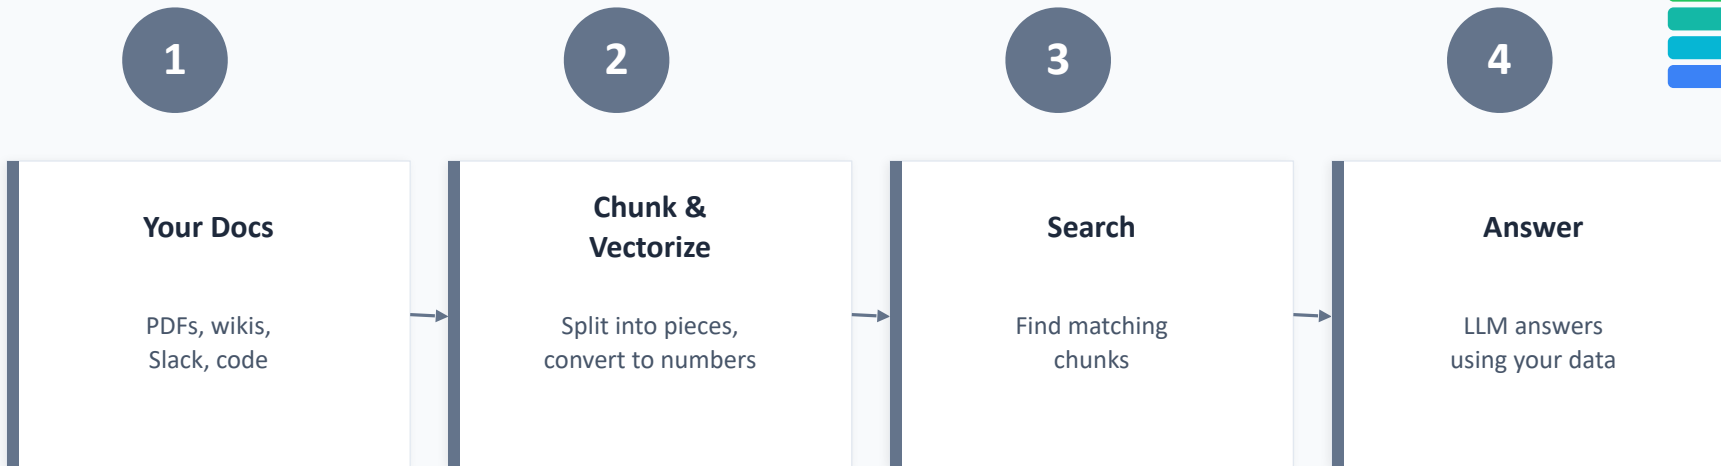 1
2
3
4
Your Docs
PDFs, wikis,
Slack, code
Chunk &
Vectorize
Split into pieces,
convert to numbers
Search
Find matching
chunks
Answer
LLM answers
using your data